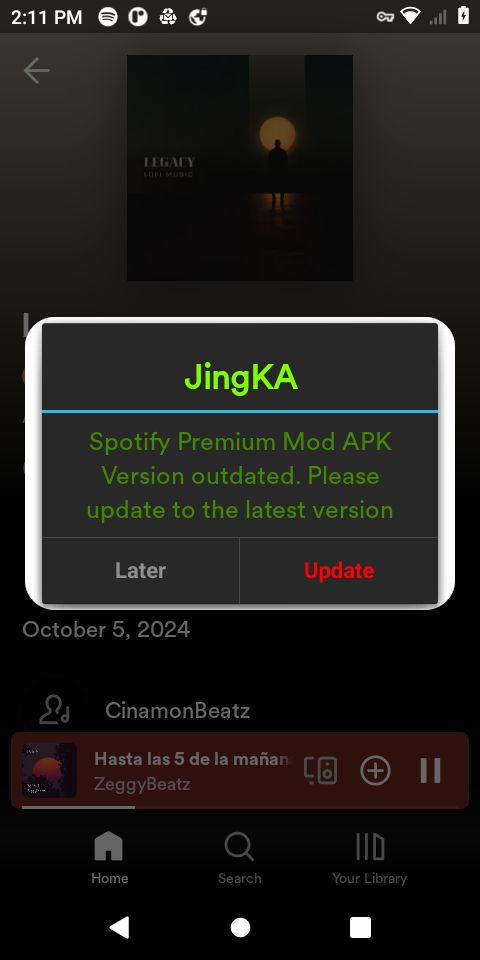 2:11 PM
LEGACY
LOFI MUSIC
JingKA
Spotify Premium Mod APK
Version outdated. Please
update to the latest version
Later
Update
October 5, 2024
CinamonBeatz
Hasta las 5 de la mañan
ZeggyBeatz
Home
Search
Your Library